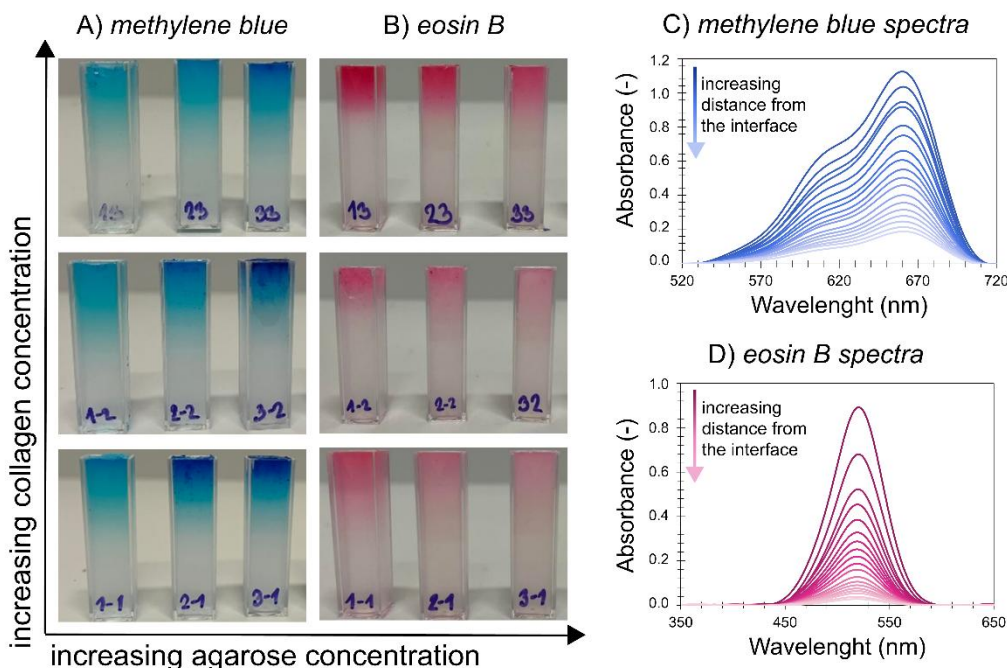 A) methylene blue
B) eosin B
increasing collagen concentration
13 23 33
13 23 33
1-2 2-2 3-2
1-2 2-2 32
1-1 2-1 3-1
1-1 2-1 3-1
increasing agarose concentration
C) methylene blue spectra
Absorbance (-)
1.2
1.0
0.8
0.6
0.4
0.2
0.0
increasing
distance from
the interface
520 570 620 670 720
Wavelenght (nm)
D) eosin B spectra
Absorbance (-)
1.0
0.8
0.6
0.4
0.2
0.0
increasing
distance from
the interface
350 450 550 650
Wavelenght (nm)